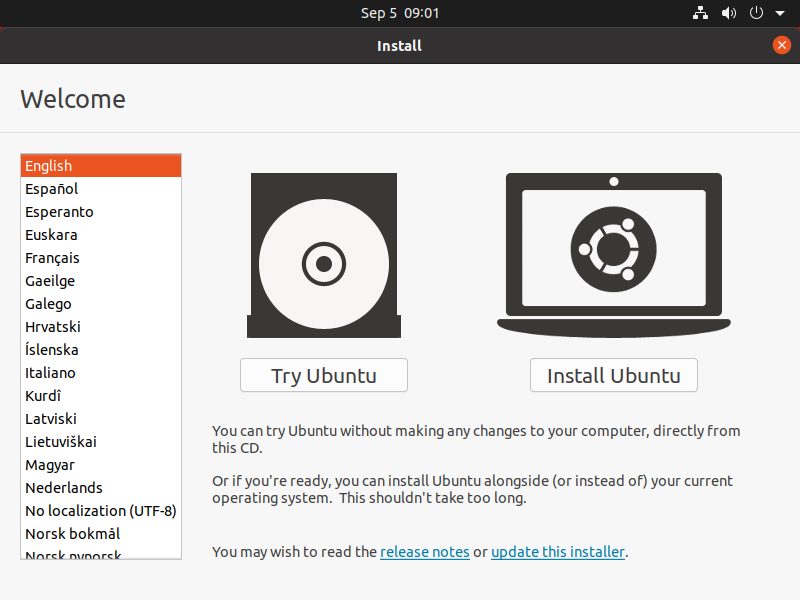 Sep 5 09:01
Install
Welcome
English
Español
Esperanto
Euskara
Français
Gaeilge
Galego
Hrvatski
Íslenska
Italiano
Kurdî
Latviski
Lietuviškai
Magyar
Nederlands
No localization (UTF-8)
Norsk bokmål
Norsk nynorsk
Try Ubuntu
Install Ubuntu
You can try Ubuntu without making any changes to your computer, directly from
this CD.
Or if you're ready, you can install Ubuntu alongside (or instead of) your current
operating system. This shouldn't take too long.
You may wish to read the release notes or update this installer.